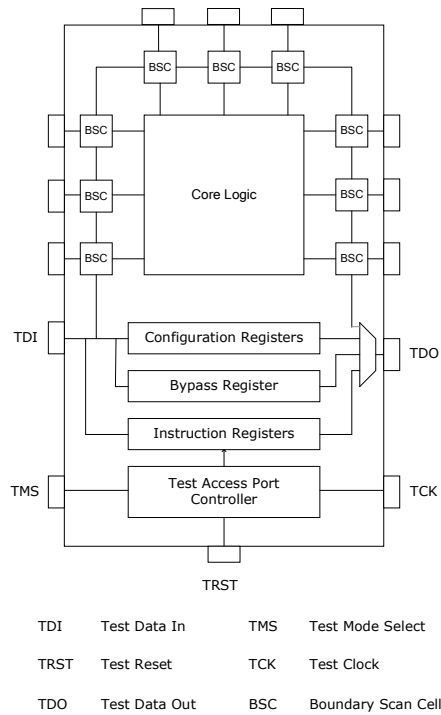 BSC BSC BSC
BSC BSC
BSC Core Logic BSC
BSC BSC
TDI Configuration Registers TDO
Bypass Register
Instruction Registers
TMS Test Access Port Controller TCK
TRST
TDI Test Data In TMS Test Mode Select
TRST Test Reset TCK Test Clock
TDO Test Data Out BSC Boundary Scan Cell